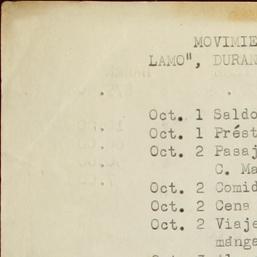 MOVIMIE
LAMO", DURAN
Oct. 1 Saldo
Oct. 1 Prést
Oct. 2 Pasaj
C. Ma
Oct. 2 Comid
Oct. 2 Cena
Oct. 2 Viaje
mánga